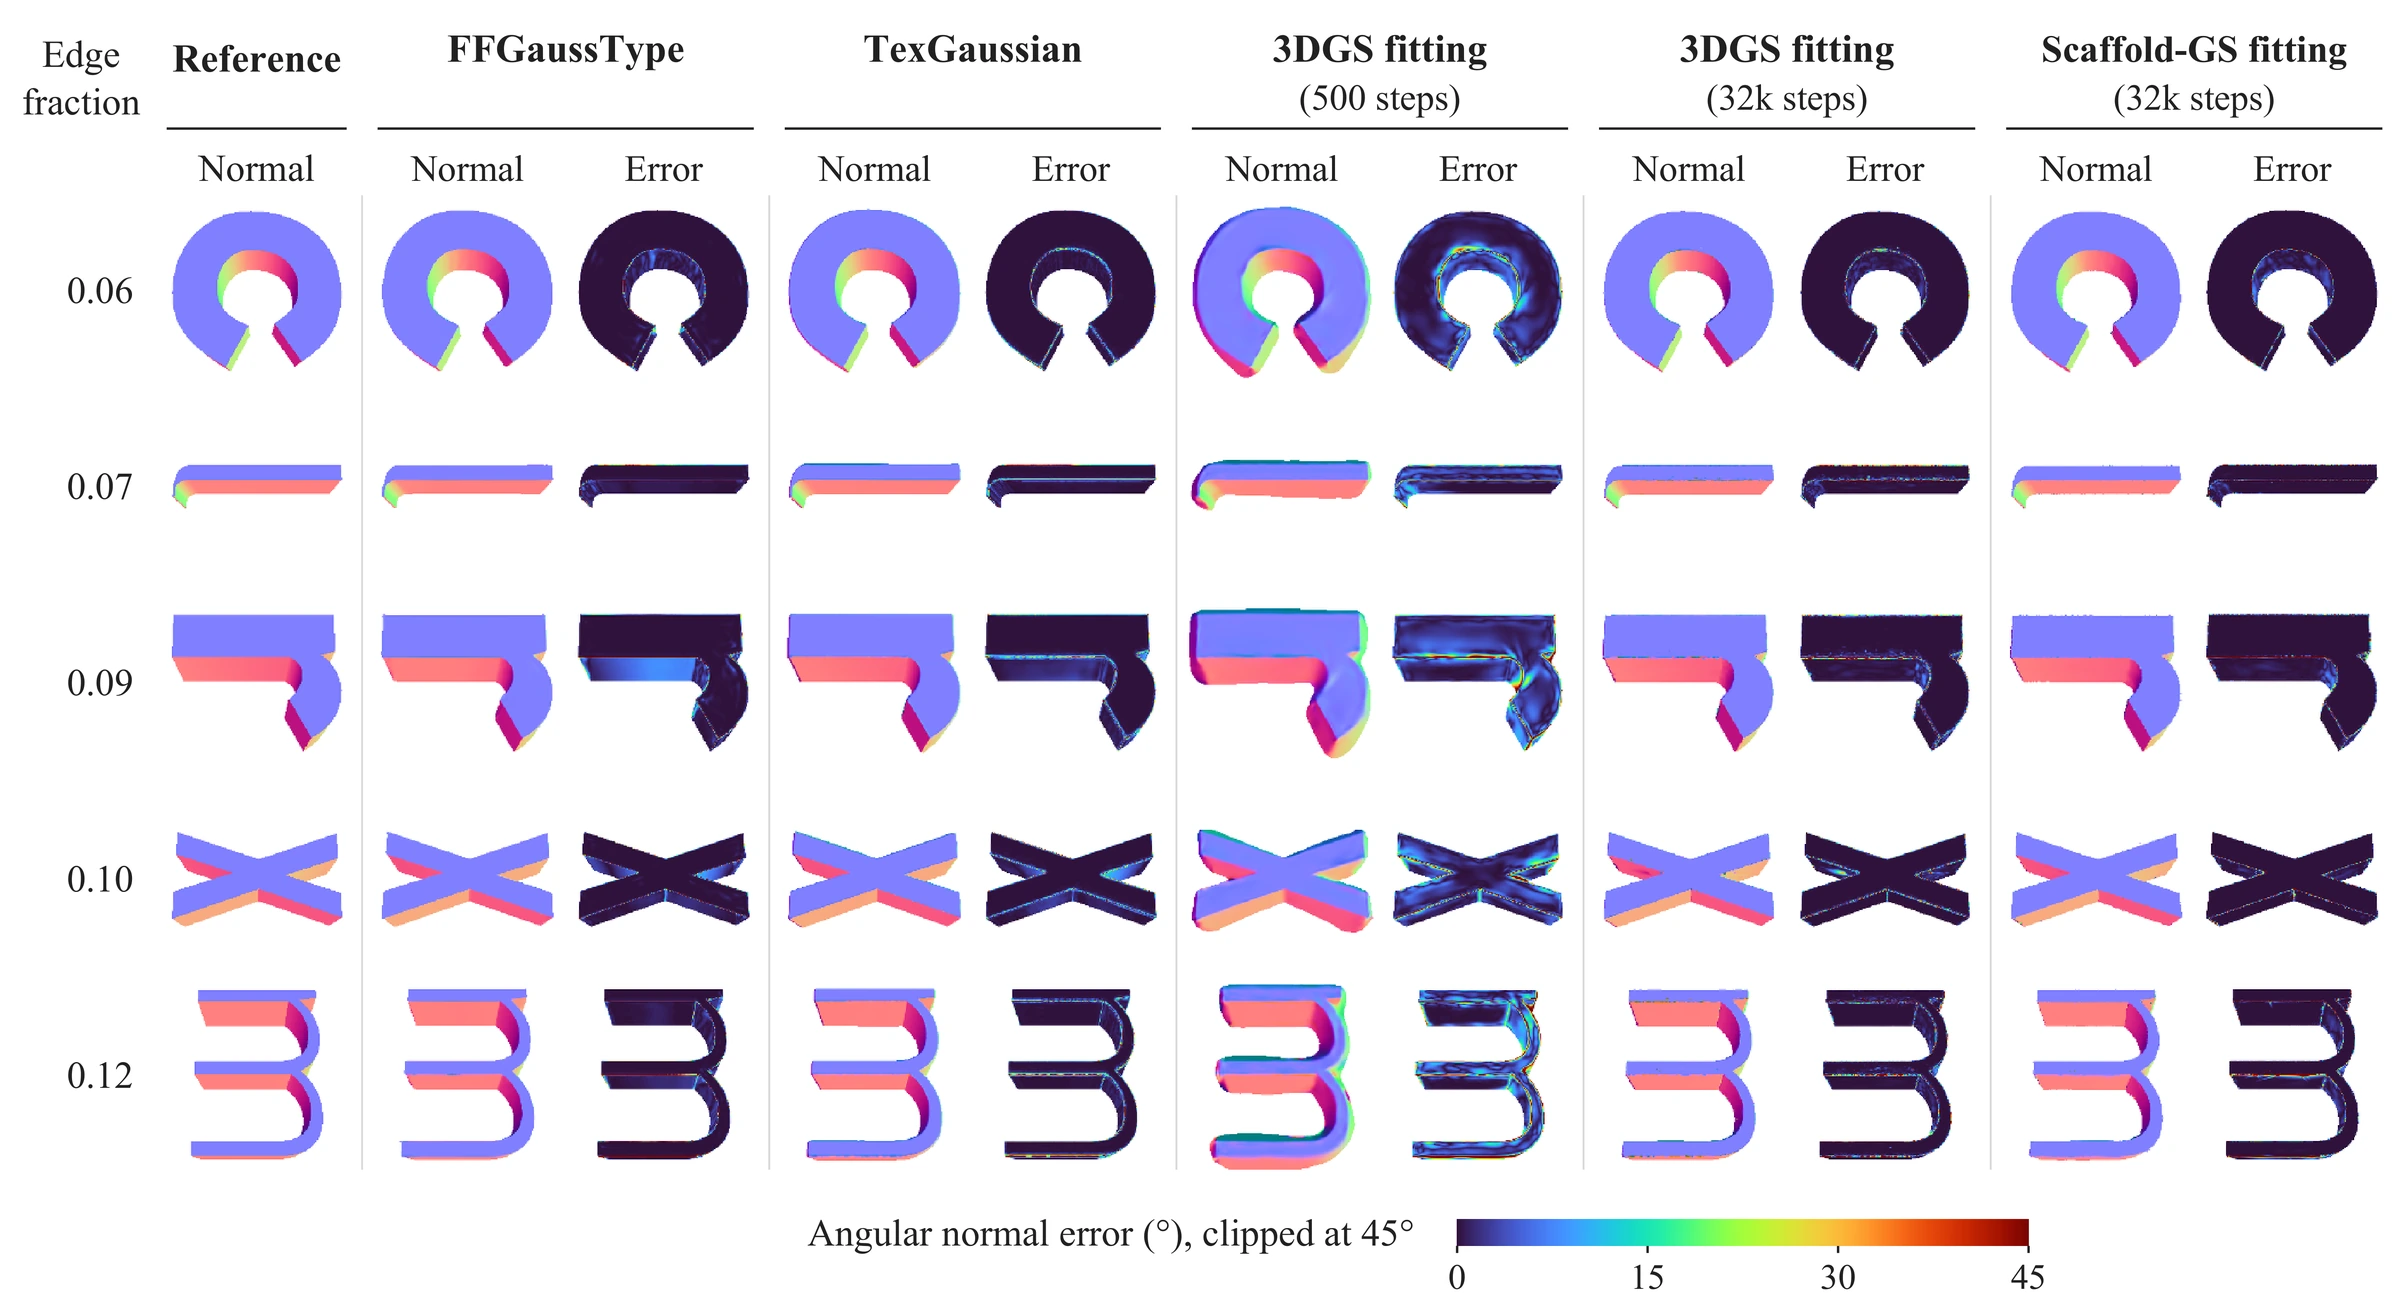 Edge fraction
Reference
FFGaussType
TexGaussian
3DGS fitting
(500 steps)
3DGS fitting
(32k steps)
Scaffold-GS fitting
(32k steps)
Normal
Normal
Error
Normal
Error
Normal
Error
Normal
Error
Normal
Error
0.06
0.07
0.09
0.10
0.12
Angular normal error (°), clipped at 45°
0
15
30
45